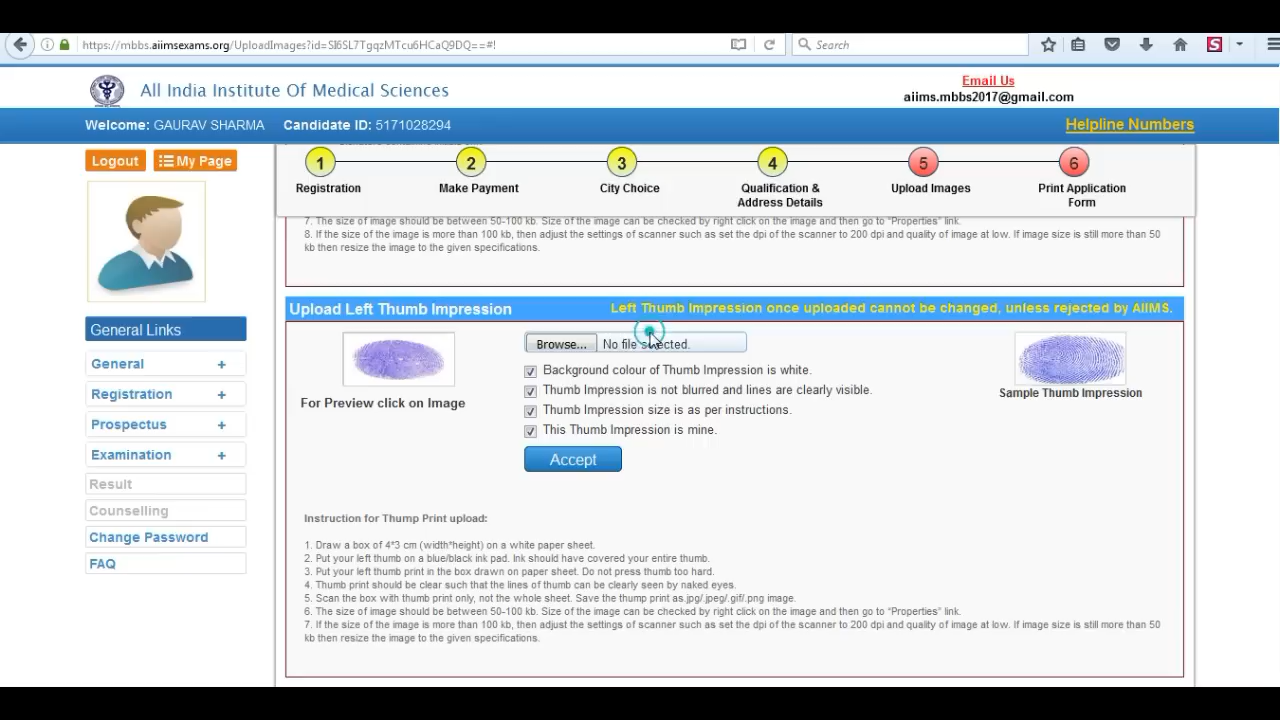 https://mbbs.aiimsexams.org/UploadImages?id=SI6SL7TgqzMTcu6HCaQ9DQ==#!
Search
S
All India Institute Of Medical Sciences
Email Us
aiims.mbbs2017@gmail.com
Welcome: GAURAV SHARMA Candidate ID: 5171028294
Helpline Numbers
Logout
My Page
1 2 3 4 5 6
Registration
Make Payment
City Choice
Qualification &
Address Details
Upload Images
Print Application
Form
7. The size of image should be between 50-100 kb. Size of the image can be checked by right click on the image and then go to "Properties" link.
8. If the size of the image is more than 100 kb, then adjust the settings of scanner such as set the dpi of the scanner to 200 dpi and quality of image at low. If image size is still more than 50
kb then resize the image to the given specifications.
General Links
General +
Registration +
Prospectus +
Examination +
Result
Counselling
Change Password
FAQ
Upload Left Thumb Impression
Left Thumb Impression once uploaded cannot be changed, unless rejected by AIIMS.
For Preview click on Image
Browse... No file selected.
Background colour of Thumb Impression is white.
Thumb Impression is not blurred and lines are clearly visible.
Thumb Impression size is as per instructions.
This Thumb Impression is mine.
Accept
Sample Thumb Impression
Instruction for Thump Print upload:
1. Draw a box of 4*3 cm (width*height) on a white paper sheet.
2. Put your left thumb on a blue/black ink pad. Ink should have covered your entire thumb.
3. Put your left thumb print in the box drawn on paper sheet. Do not press thumb too hard.
4. Thumb print should be clear such that the lines of thumb can be clearly seen by naked eyes.
5. Scan the box with thumb print only, not the whole sheet. Save the thump print as.jpg/.jpeg/.gif/.png image.
6. The size of image should be between 50-100 kb. Size of the image can be checked by right click on the image and then go to "Properties" link.
7. If the size of the image is more than 100 kb, then adjust the settings of scanner such as set the dpi of the scanner to 200 dpi and quality of image at low. If image size is still more than 50
kb then resize the image to the given specifications.